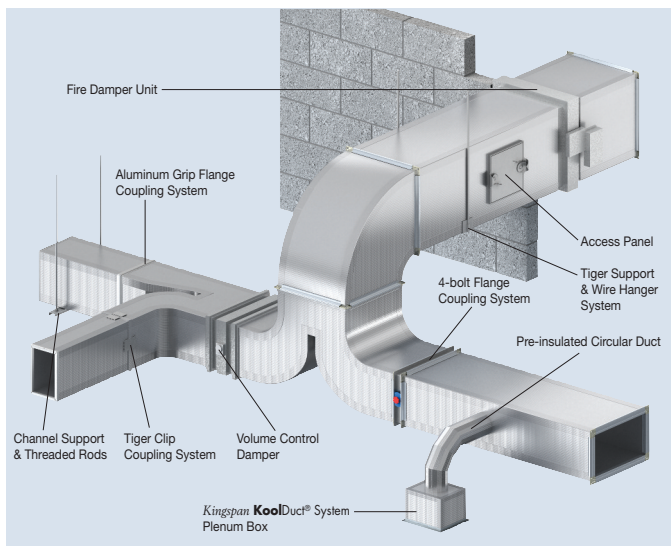 Fire Damper Unit
Aluminum Grip Flange
Coupling System
Access Panel
Tiger Support
& Wire Hanger
System
4-bolt Flange
Coupling System
Pre-insulated Circular Duct
Channel Support
& Threaded Rods
Tiger Clip
Coupling System
Volume Control
Damper
Kingspan KoolDuct® System
Plenum Box